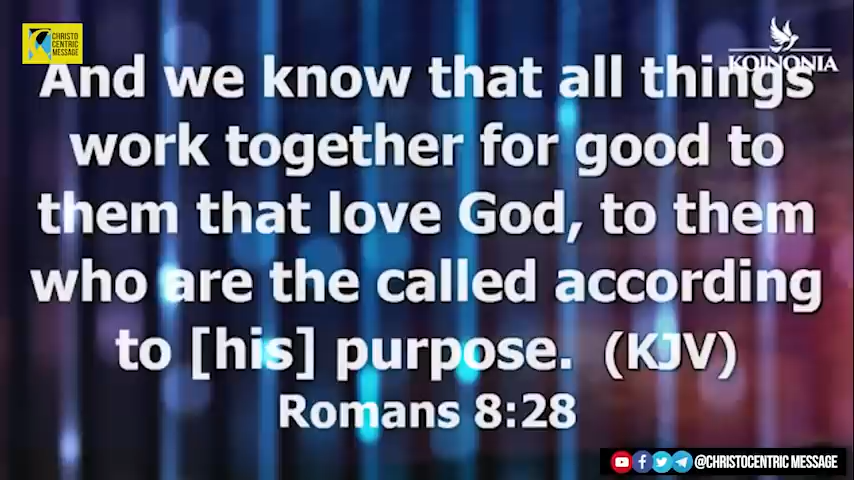 CHRISTO
CENTRIC
MESSAGE
KOINONIA
And we know that all things
work together for good to
them that love God, to them
who are the called according
to [his] purpose. (KJV)
Romans 8:28
@CHRISTOCENTRIC MESSAGE